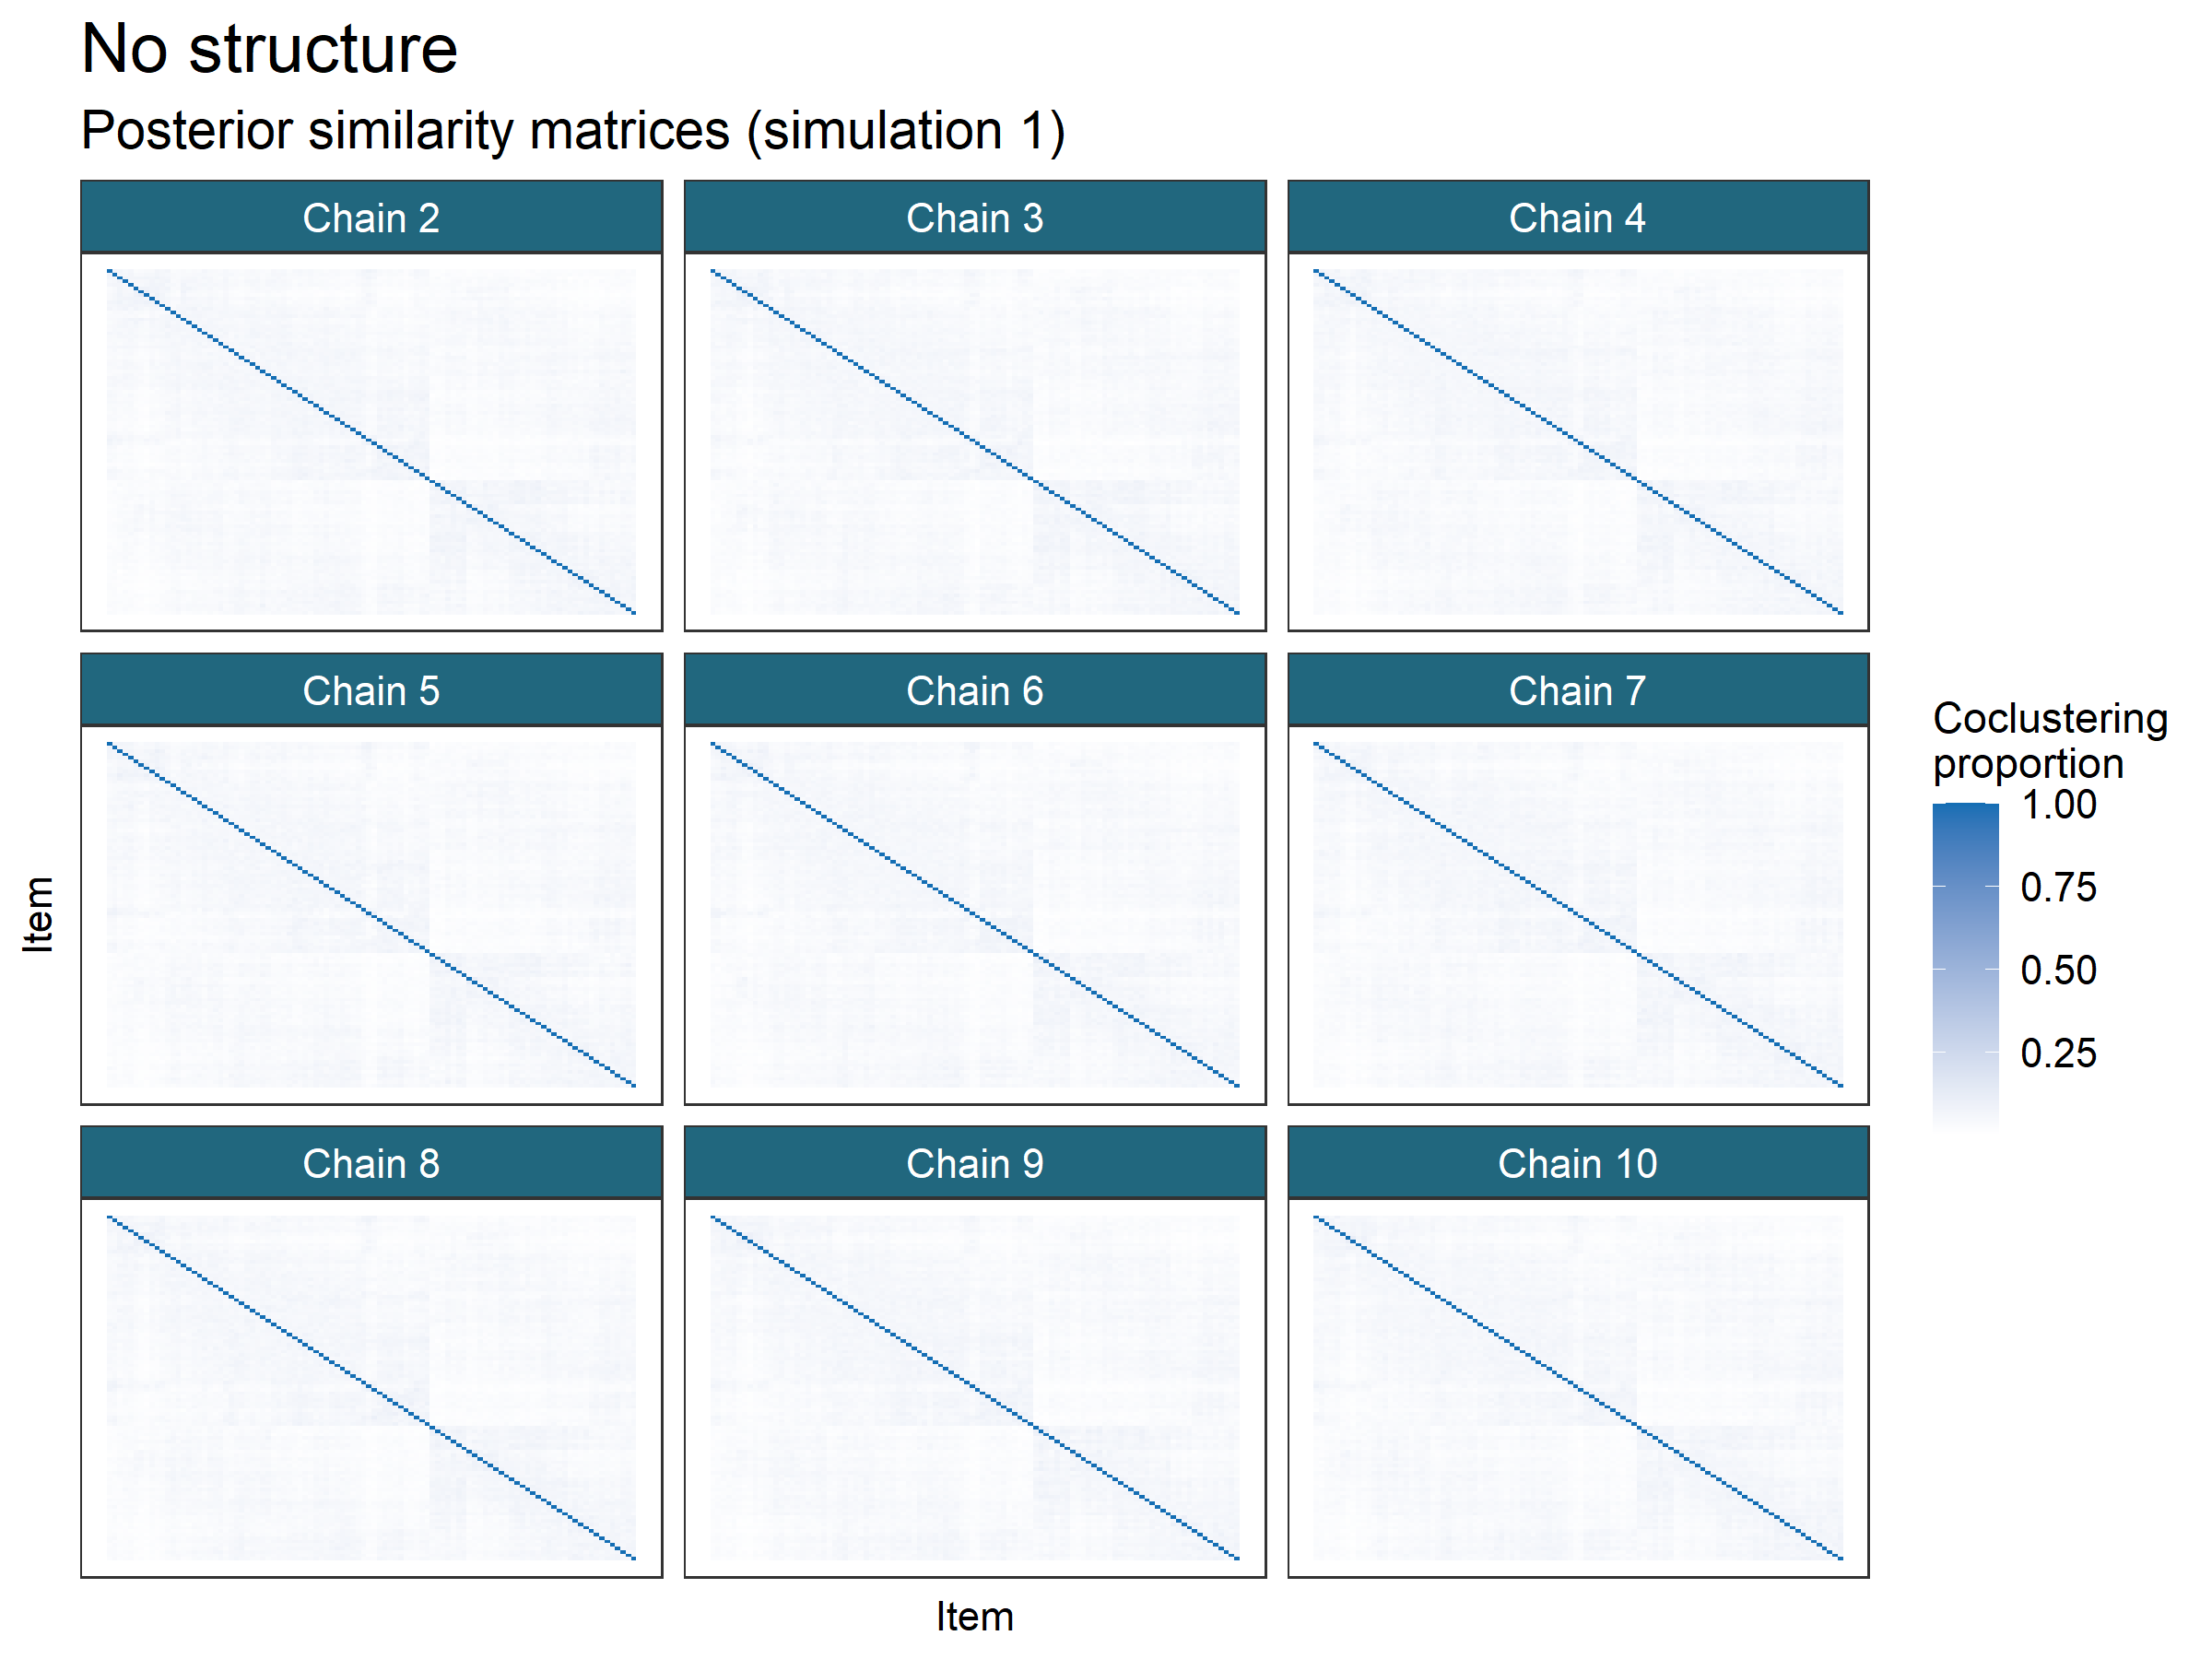 No structure
Posterior similarity matrices (simulation 1)
Chain 2
Chain 3
Chain 4
Chain 5
Chain 6
Chain 7
Chain 8
Chain 9
Chain 10
Item
Item
Coclustering
proportion
1.00
0.75
0.50
0.25